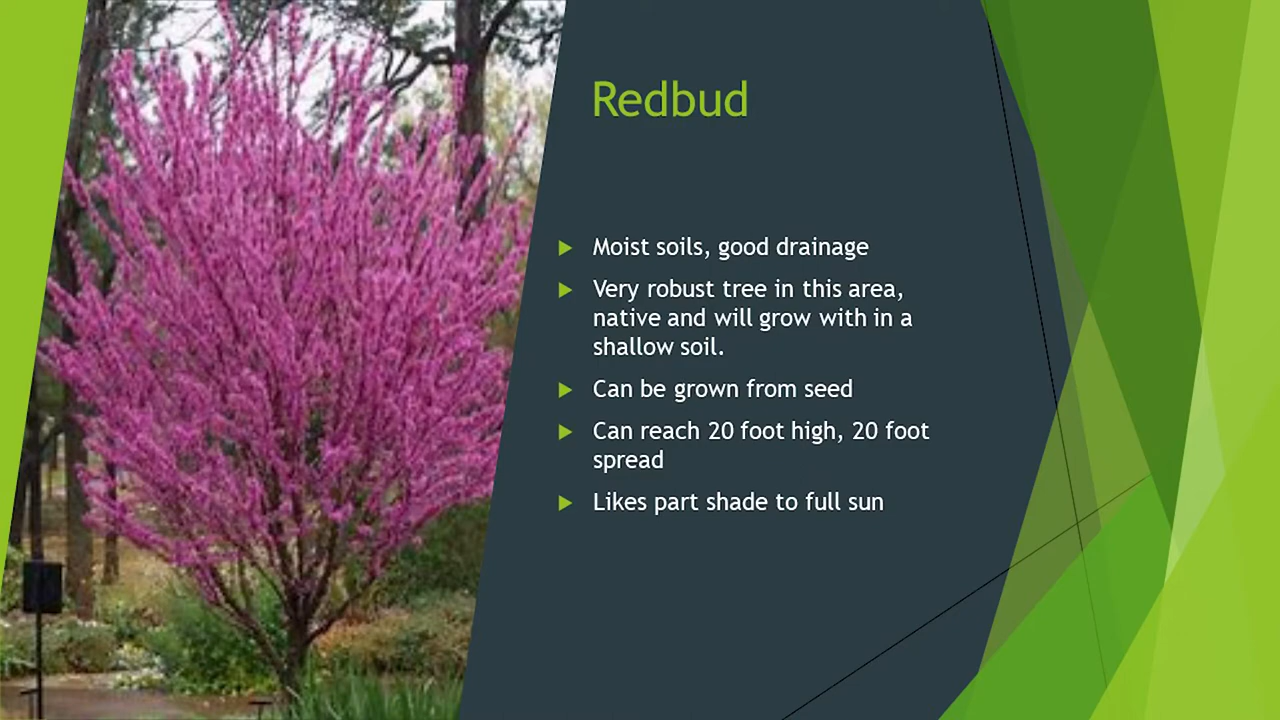 Redbud
Moist soils, good drainage
Very robust tree in this area,
native and will grow with in a
shallow soil.
Can be grown from seed
Can reach 20 foot high, 20 foot
spread
Likes part shade to full sun